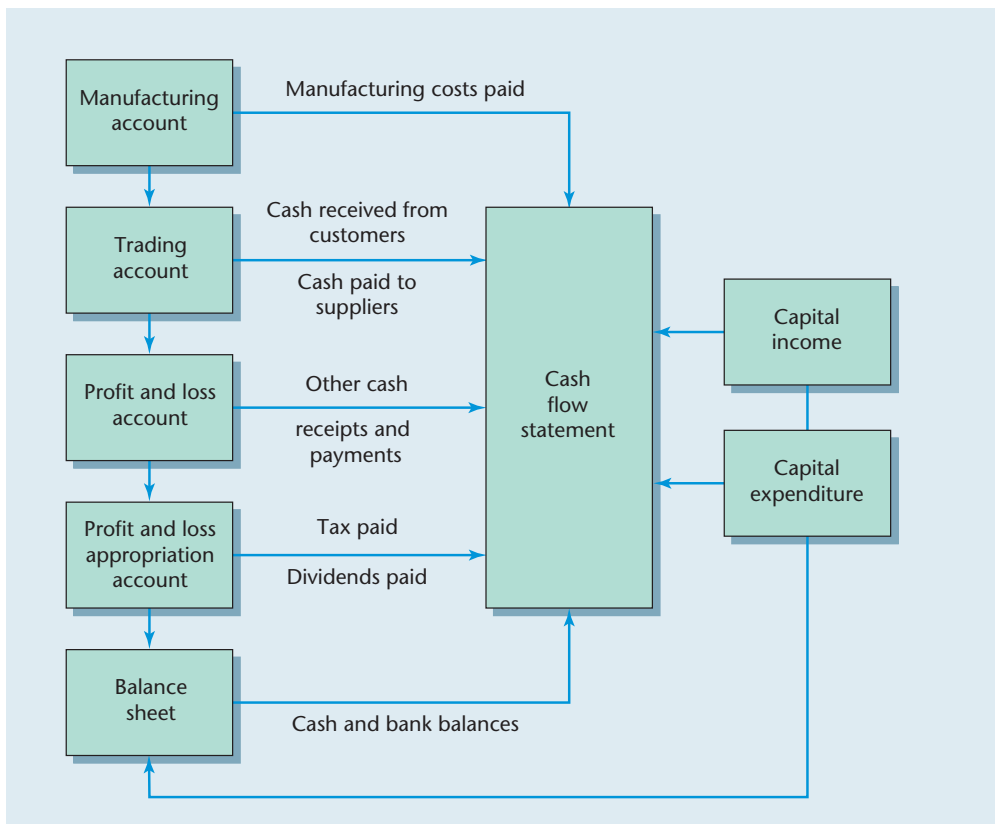 Manufacturing
account
Manufacturing costs paid
Trading
account
Cash received from
customers
Cash paid to
suppliers
Profit and loss
account
Other cash
receipts and
payments
Profit and loss
appropriation
account
Tax paid
Dividends paid
Balance
sheet
Cash and bank balances
Cash
flow
statement
Capital
income
Capital
expenditure